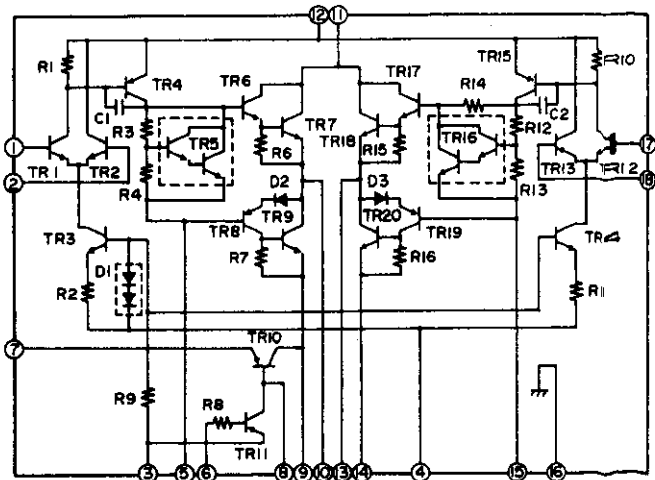 12 11
R1 TR4 TR6 TR17 TR15 R10
C1 R14 C2
R3 TR5 TR7 TR18 TR16 R12
1 R6 R15 17
TR1 TR2 TR13 TR12
2 R4 D2 D3 R13 18
TR9 TR20
TR3 TR8 TR19 TR14
D1 R7 R16
R2 R11
7 TR10
R9 R8
TR11
3 5 6 8 9 10 13 14 4 15 16